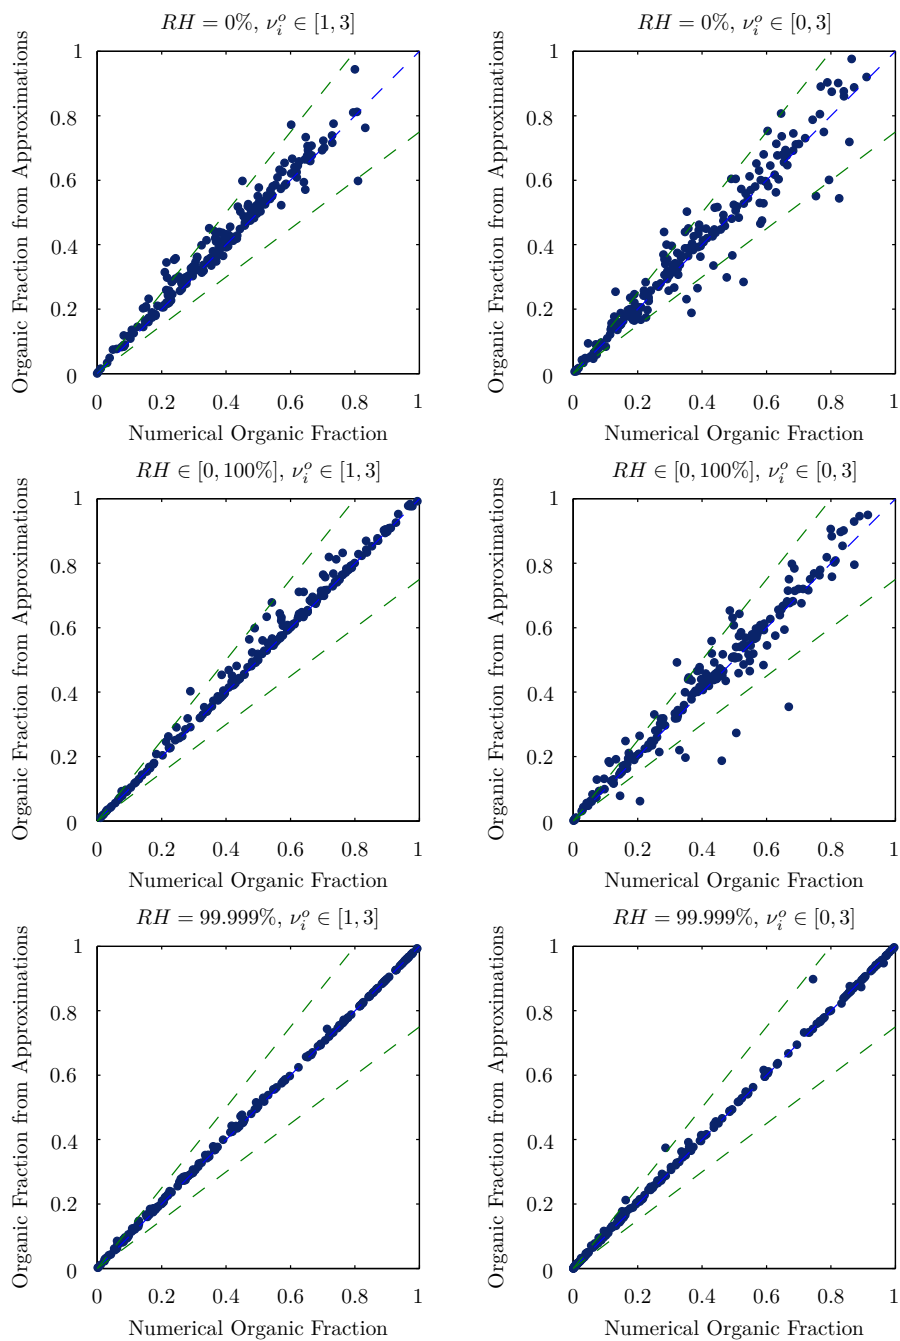 RH = 0%, ν_i^o ∈ [1, 3]
Organic Fraction from Approximations
1
0.8
0.6
0.4
0.2
0
0 0.2 0.4 0.6 0.8 1
Numerical Organic Fraction
RH = 0%, ν_i^o ∈ [0, 3]
Organic Fraction from Approximations
1
0.8
0.6
0.4
0.2
0
0 0.2 0.4 0.6 0.8 1
Numerical Organic Fraction
RH ∈ [0, 100%], ν_i^o ∈ [1, 3]
Organic Fraction from Approximations
1
0.8
0.6
0.4
0.2
0
0 0.2 0.4 0.6 0.8 1
Numerical Organic Fraction
RH ∈ [0, 100%], ν_i^o ∈ [0, 3]
Organic Fraction from Approximations
1
0.8
0.6
0.4
0.2
0
0 0.2 0.4 0.6 0.8 1
Numerical Organic Fraction
RH = 99.999%, ν_i^o ∈ [1, 3]
Organic Fraction from Approximations
1
0.8
0.6
0.4
0.2
0
0 0.2 0.4 0.6 0.8 1
Numerical Organic Fraction
RH = 99.999%, ν_i^o ∈ [0, 3]
Organic Fraction from Approximations
1
0.8
0.6
0.4
0.2
0
0 0.2 0.4 0.6 0.8 1
Numerical Organic Fraction